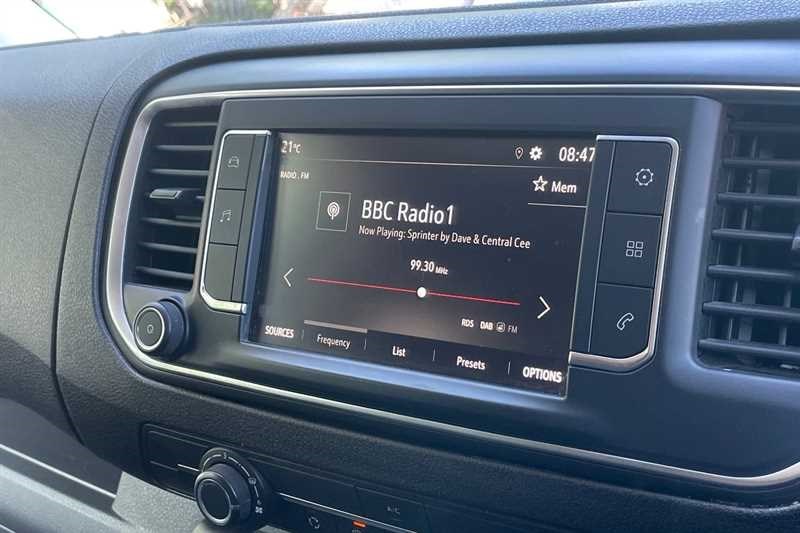 21°C
08:47
RADIO . FM
Mem
BBC Radio1
Now Playing: Sprinter by Dave & Central Cee
99.30 MHz
RDS DAB FM
SOURCES Frequency List Presets OPTIONS
A/C